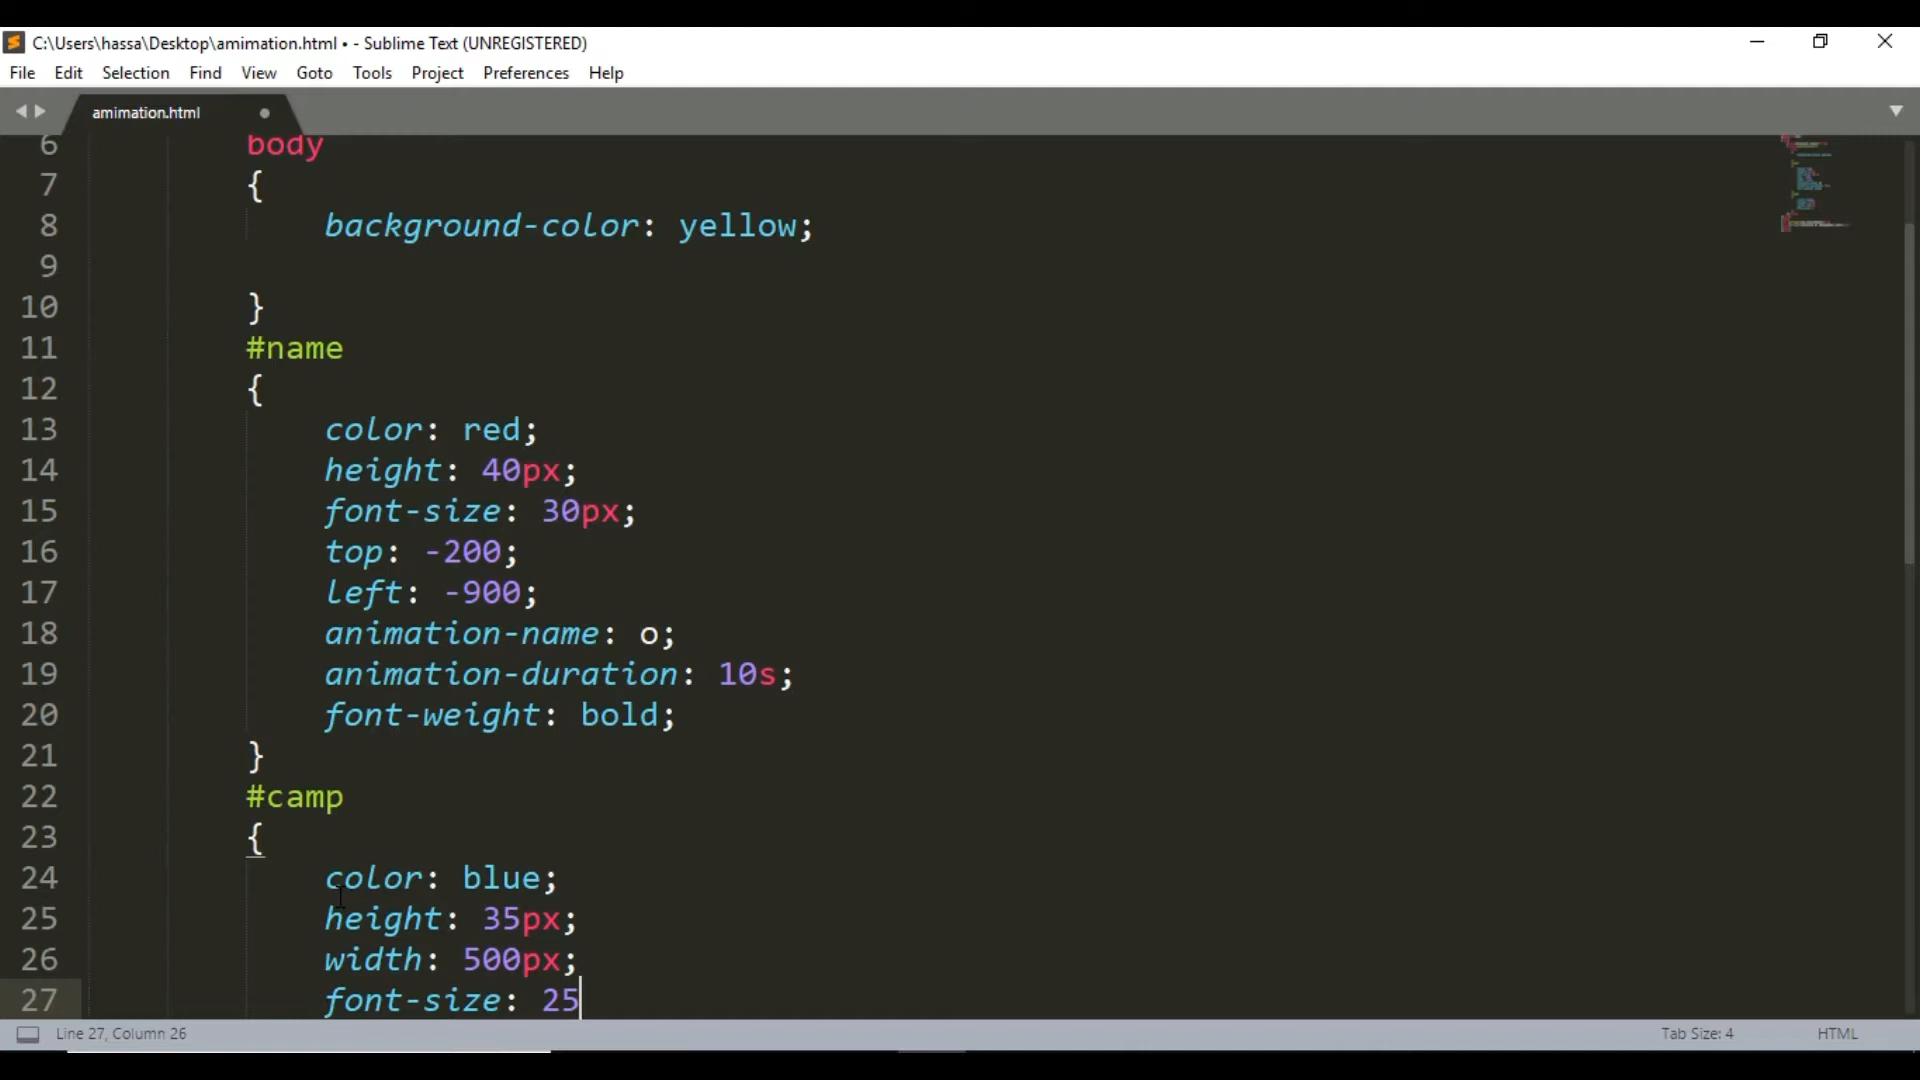 C:\Users\hassa\Desktop\amimation.html • - Sublime Text (UNREGISTERED)
File Edit Selection Find View Goto Tools Project Preferences Help
amimation.html
6 body
7 {
8 background-color: yellow;
9
10 }
11 #name
12 {
13 color: red;
14 height: 40px;
15 font-size: 30px;
16 top: -200;
17 left: -900;
18 animation-name: o;
19 animation-duration: 10s;
20 font-weight: bold;
21 }
22 #camp
23 {
24 color: blue;
25 height: 35px;
26 width: 500px;
27 font-size: 25
Line 27, Column 26 Tab Size: 4 HTML